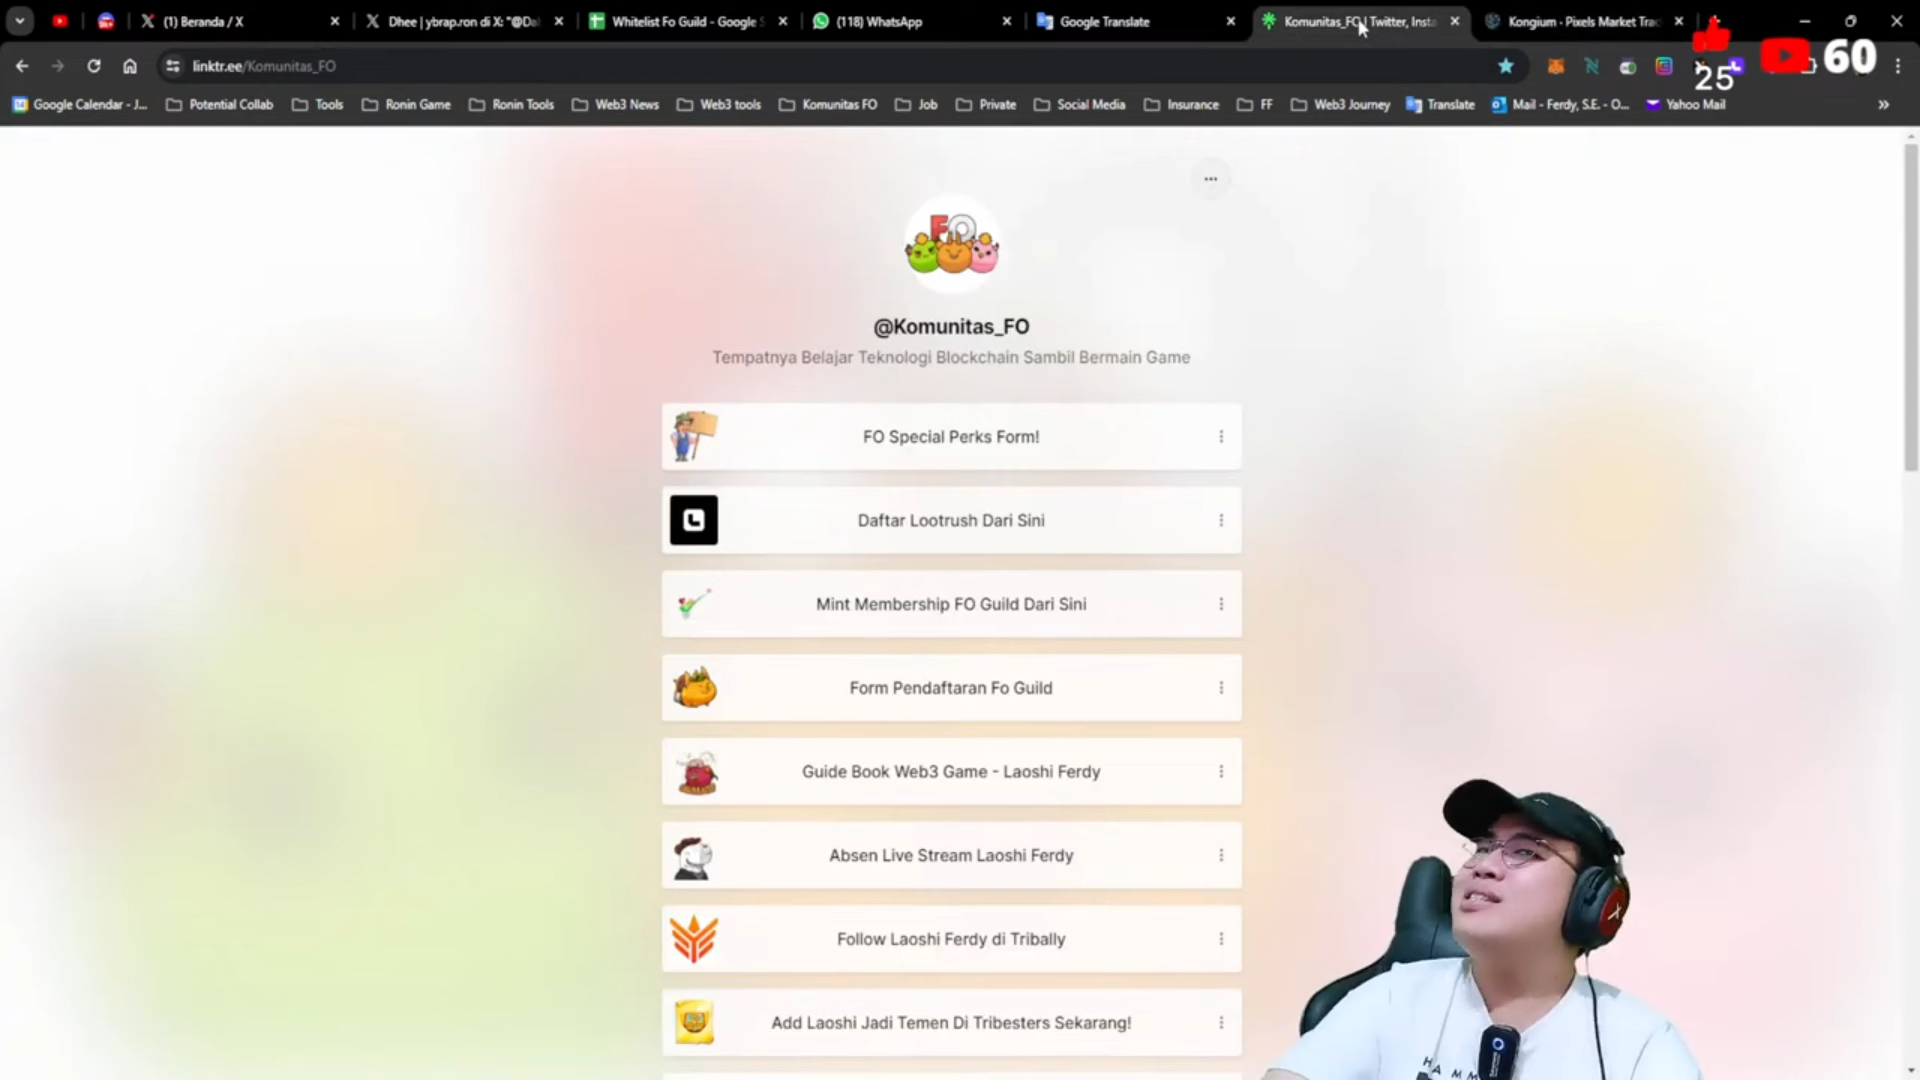 (1) Beranda / X
Dhee | ybrap.ron di X: "@Da
Whitelist Fo Guild - Google S
(118) WhatsApp
Google Translate
Komunitas_FO | Twitter, Insta
Kongium - Pixels Market Trac
linktr.ee/Komunitas_FO
25
60
Google Calendar - J...
Potential Collab
Tools
Ronin Game
Ronin Tools
Web3 News
Web3 tools
Komunitas FO
Job
Private
Social Media
Insurance
FF
Web3 Journey
Translate
Mail - Ferdy, S.E. - O...
Yahoo Mail
FO
@Komunitas_FO
Tempatnya Belajar Teknologi Blockchain Sambil Bermain Game
FO Special Perks Form!
Daftar Lootrush Dari Sini
Mint Membership FO Guild Dari Sini
Form Pendaftaran Fo Guild
Guide Book Web3 Game - Laoshi Ferdy
Absen Live Stream Laoshi Ferdy
Follow Laoshi Ferdy di Tribally
Add Laoshi Jadi Temen Di Tribesters Sekarang!